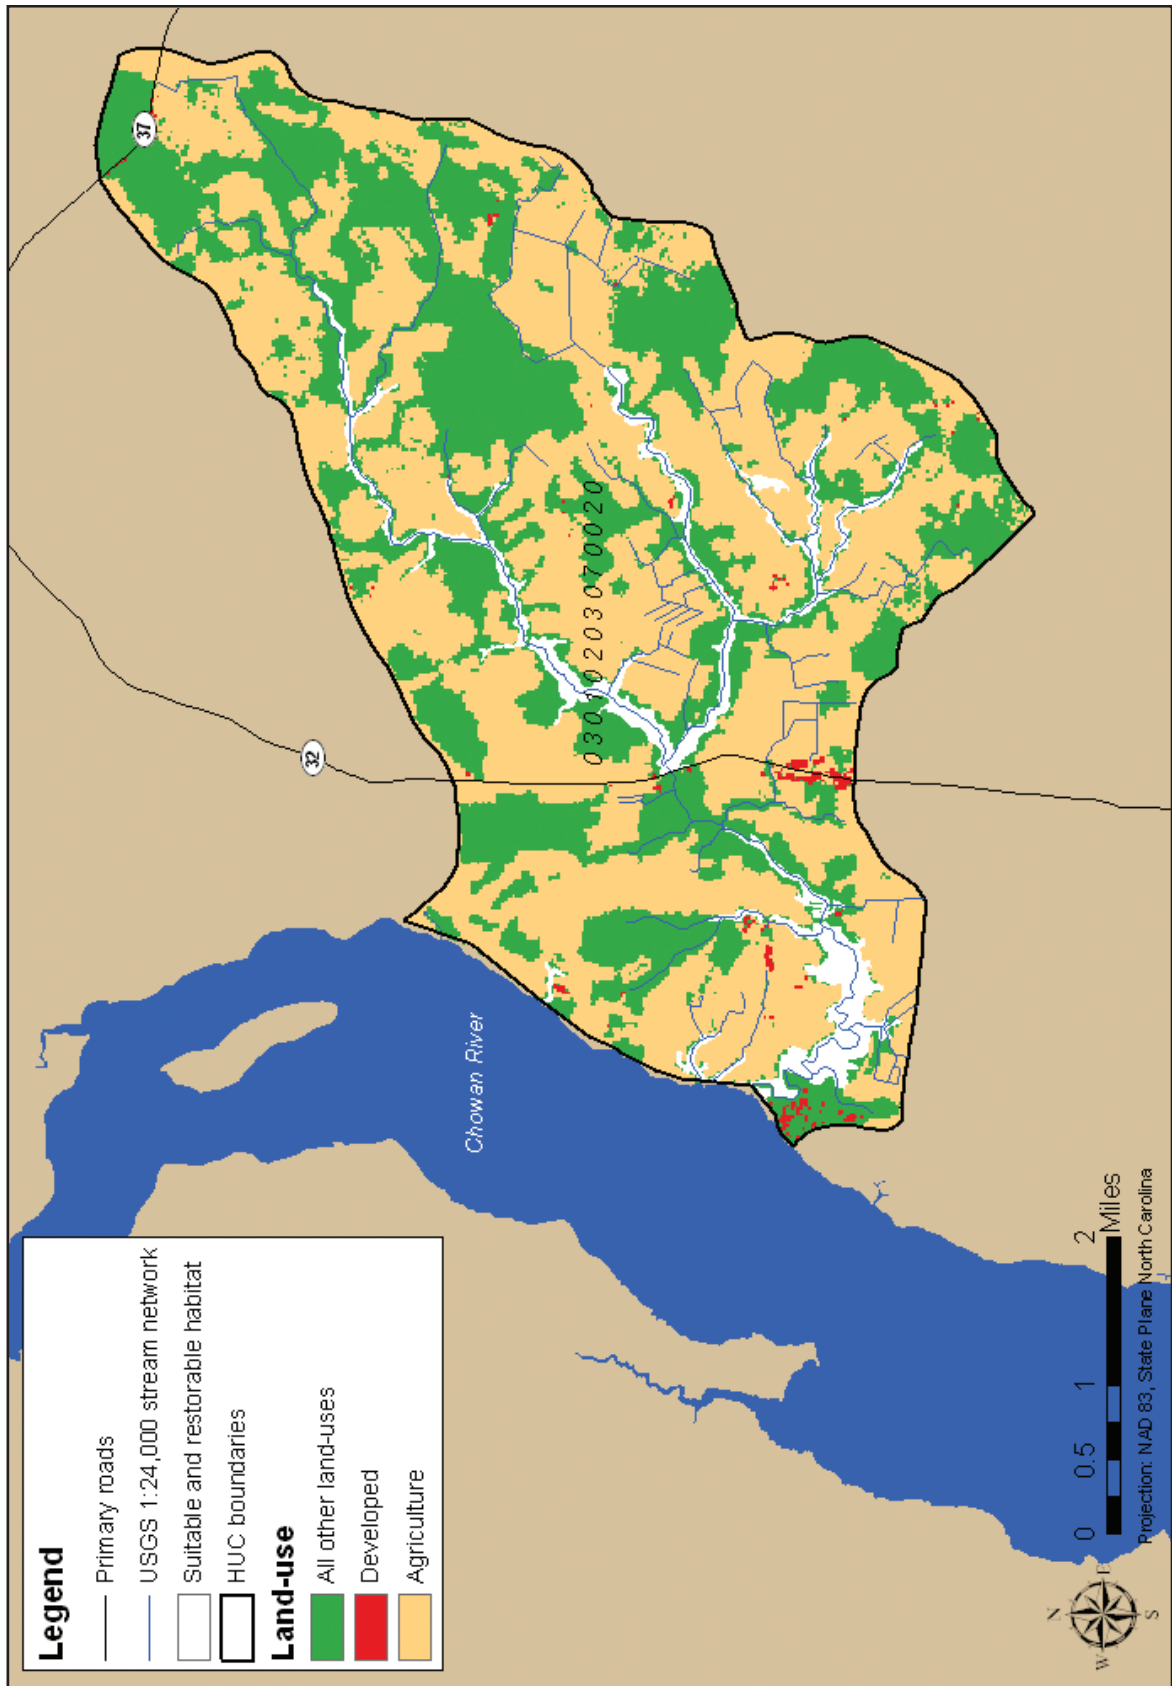 Legend
Primary roads
USGS 1:24,000 stream network
Suitable and restorable habitat
HUC boundaries
Land-use
All other land-uses
Developed
Agriculture
37
32
03010203070020
Chowan River
N
W E
S
0 0.5 1 2
Miles
Projection: NAD 83, State Plane North Carolina